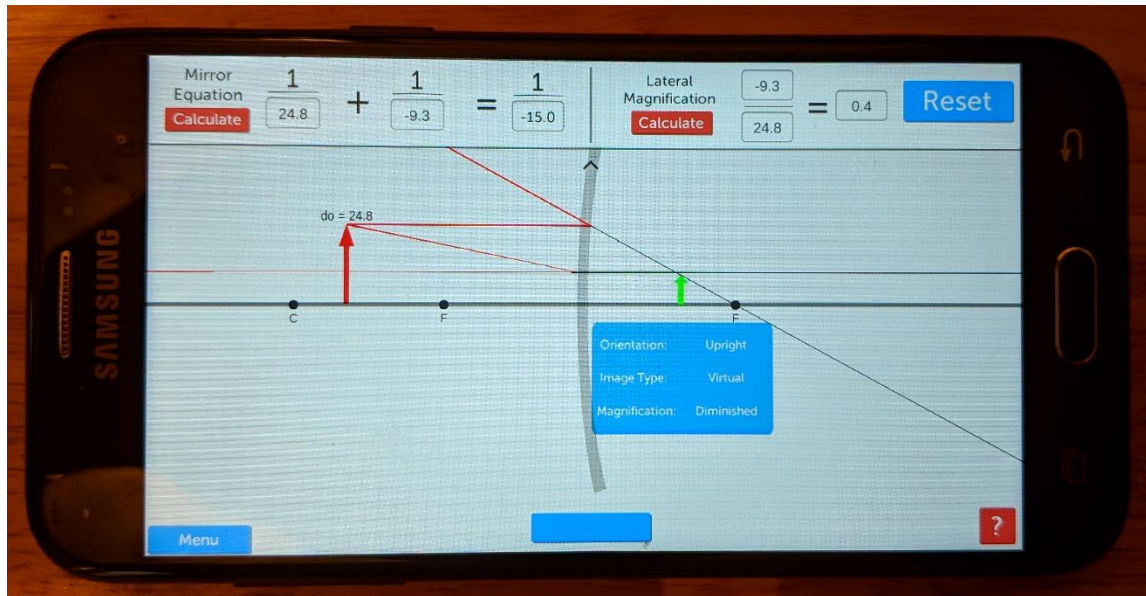 SAMSUNG
Mirror
Equation
Calculate
1
24.8
+
1
-9.3
=
1
-15.0
Lateral
Magnification
Calculate
-9.3
24.8
=
0.4
Reset
do = 24.8
C
F
F
Orientation: Upright
Image Type: Virtual
Magnification: Diminished
Menu
?